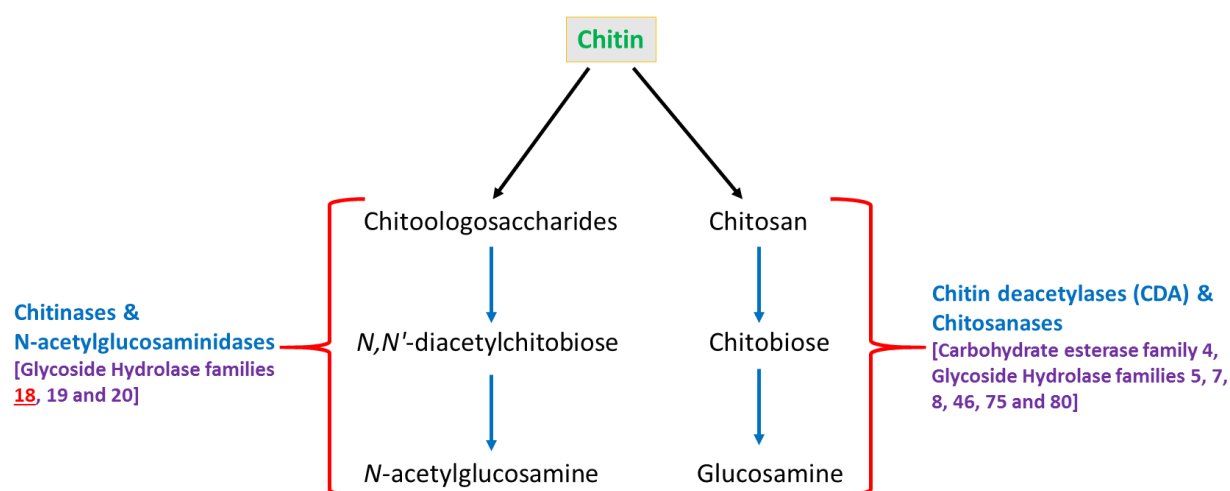 Chitin
Chitoologosaccharides
Chitosan
Chitinases &
N-acetylglucosaminidases
[Glycoside Hydrolase families
18, 19 and 20]
N,N'-diacetylchitobiose
Chitobiose
Chitin deacetylases (CDA) &
Chitosanases
[Carbohydrate esterase family 4,
Glycoside Hydrolase families 5, 7,
8, 46, 75 and 80]
N-acetylglucosamine
Glucosamine